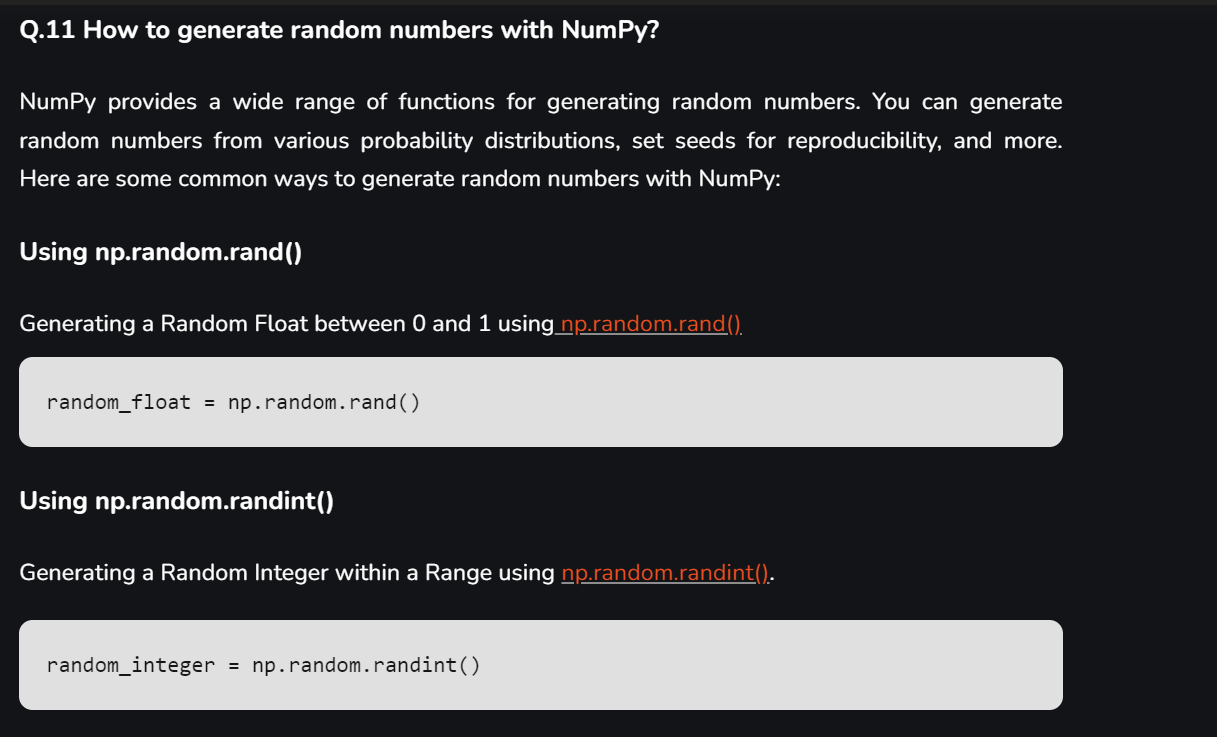 Q.11 How to generate random numbers with NumPy?
NumPy provides a wide range of functions for generating random numbers. You can generate
random numbers from various probability distributions, set seeds for reproducibility, and more.
Here are some common ways to generate random numbers with NumPy:
Using np.random.rand()
Generating a Random Float between 0 and 1 using np.random.rand()
random_float = np.random.rand()
Using np.random.randint()
Generating a Random Integer within a Range using np.random.randint().
random_integer = np.random.randint()